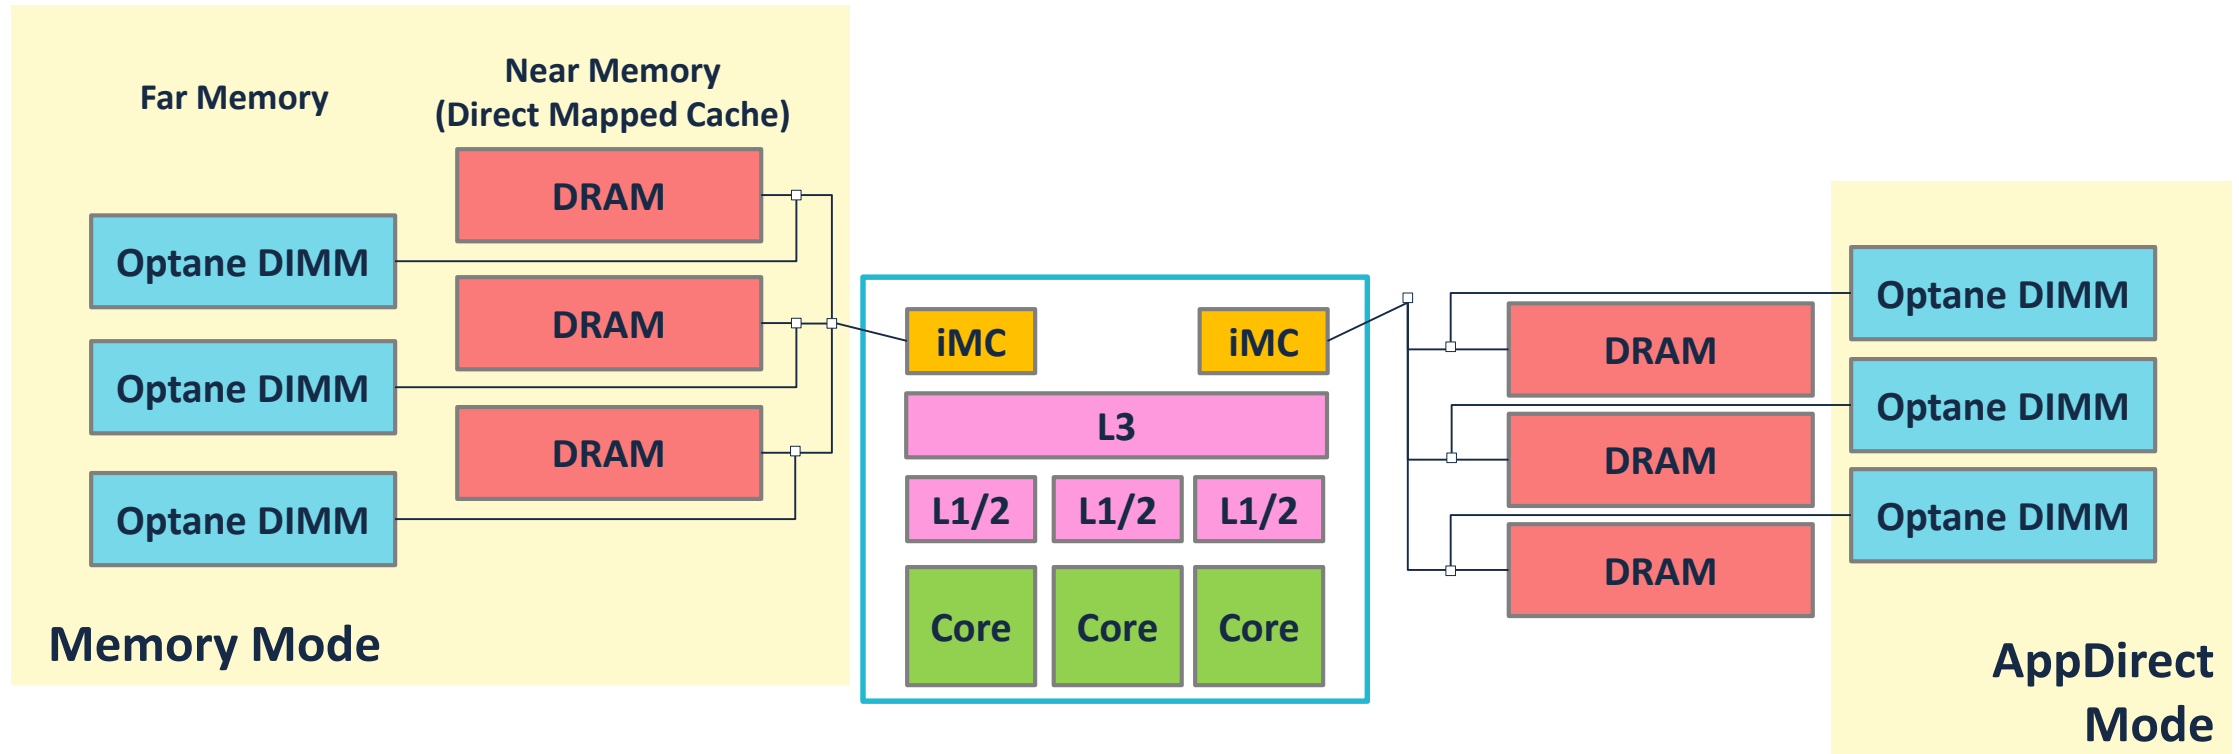 Far Memory
Near Memory
(Direct Mapped Cache)
DRAM
Optane DIMM
DRAM
Optane DIMM
DRAM
Optane DIMM
Memory Mode
iMC
iMC
L3
L1/2
L1/2
L1/2
Core
Core
Core
Optane DIMM
DRAM
Optane DIMM
DRAM
Optane DIMM
DRAM
AppDirect
Mode